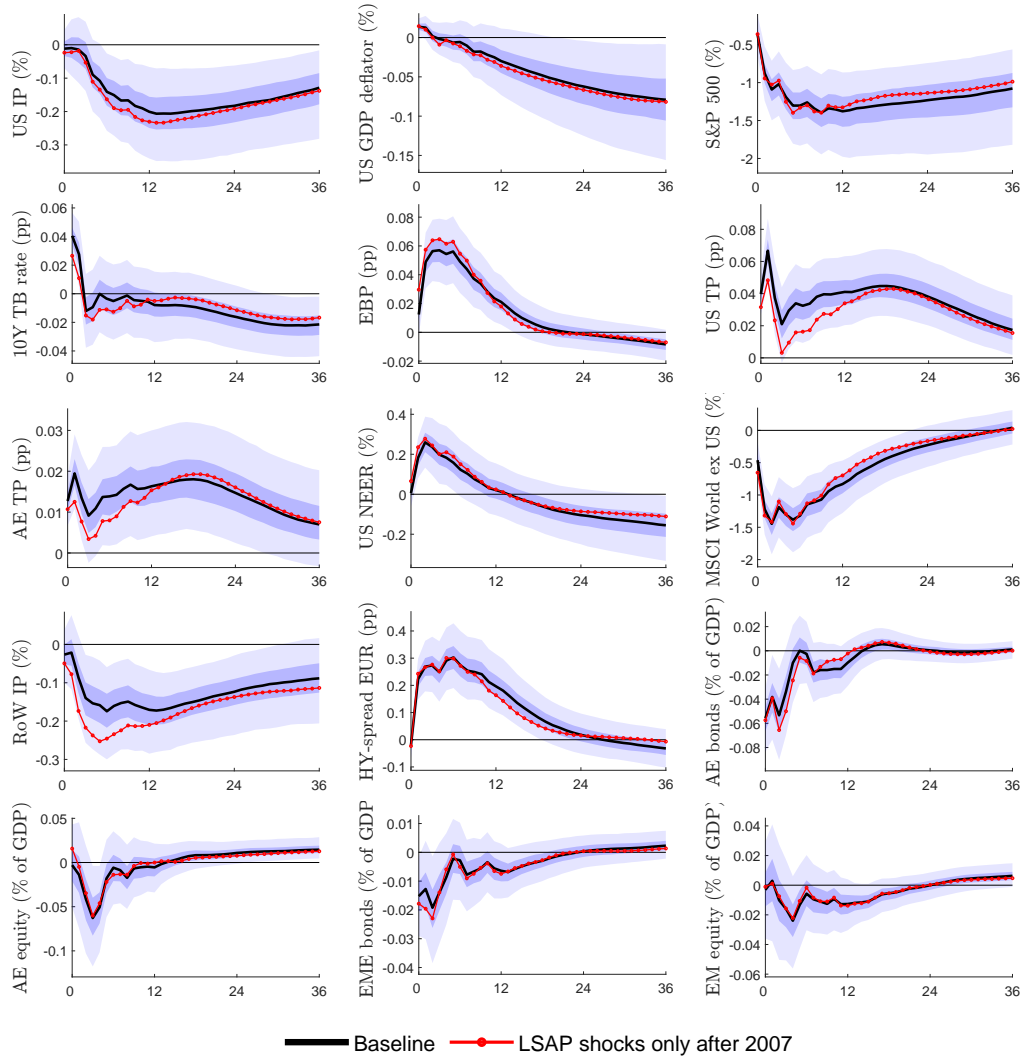 US IP (%)
0
-0.1
-0.2
-0.3
0 12 24 36
US GDP deflator (%)
0
-0.05
-0.1
-0.15
0 12 24 36
S&P 500 (%)
-0.5
-1
-1.5
-2
0 12 24 36
10Y TB rate (pp)
0.06
0.04
0.02
0
-0.02
-0.04
0 12 24 36
EBP (pp)
0.08
0.06
0.04
0.02
0
-0.02
0 12 24 36
US TP (pp)
0.06
0.04
0.02
0
0 12 24 36
AE TP (pp)
0.03
0.02
0.01
0
0 12 24 36
US NEER (%)
0.4
0.2
0
-0.2
0 12 24 36
MSCI World ex US (%)
0
-0.5
-1
-1.5
-2
0 12 24 36
RoW IP (%)
0
-0.1
-0.2
-0.3
0 12 24 36
HY-spread EUR (pp)
0.4
0.3
0.2
0.1
0
-0.1
0 12 24 36
AE bonds (% of GDP)
0.02
0
-0.02
-0.04
-0.06
-0.08
0 12 24 36
AE equity (% of GDP)
0.05
0
-0.05
-0.1
0 12 24 36
EME bonds (% of GDP
0.01
0
-0.01
-0.02
-0.03
-0.04
0 12 24 36
EM equity (% of GDP)
0.04
0.02
0
-0.02
-0.04
-0.06
0 12 24 36
Baseline LSAP shocks only after 2007